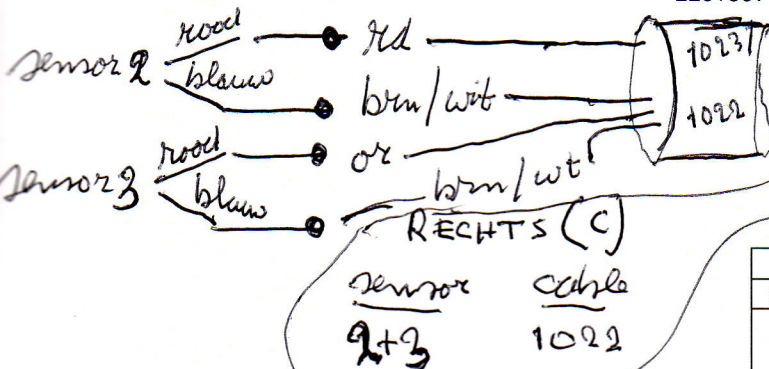 rood rd 10231
sensor 2
blauw brn/wit 1022
rood or
sensor 3 brn/wt
blauw
RECHTS (C)
sensor cable
2+3 1022